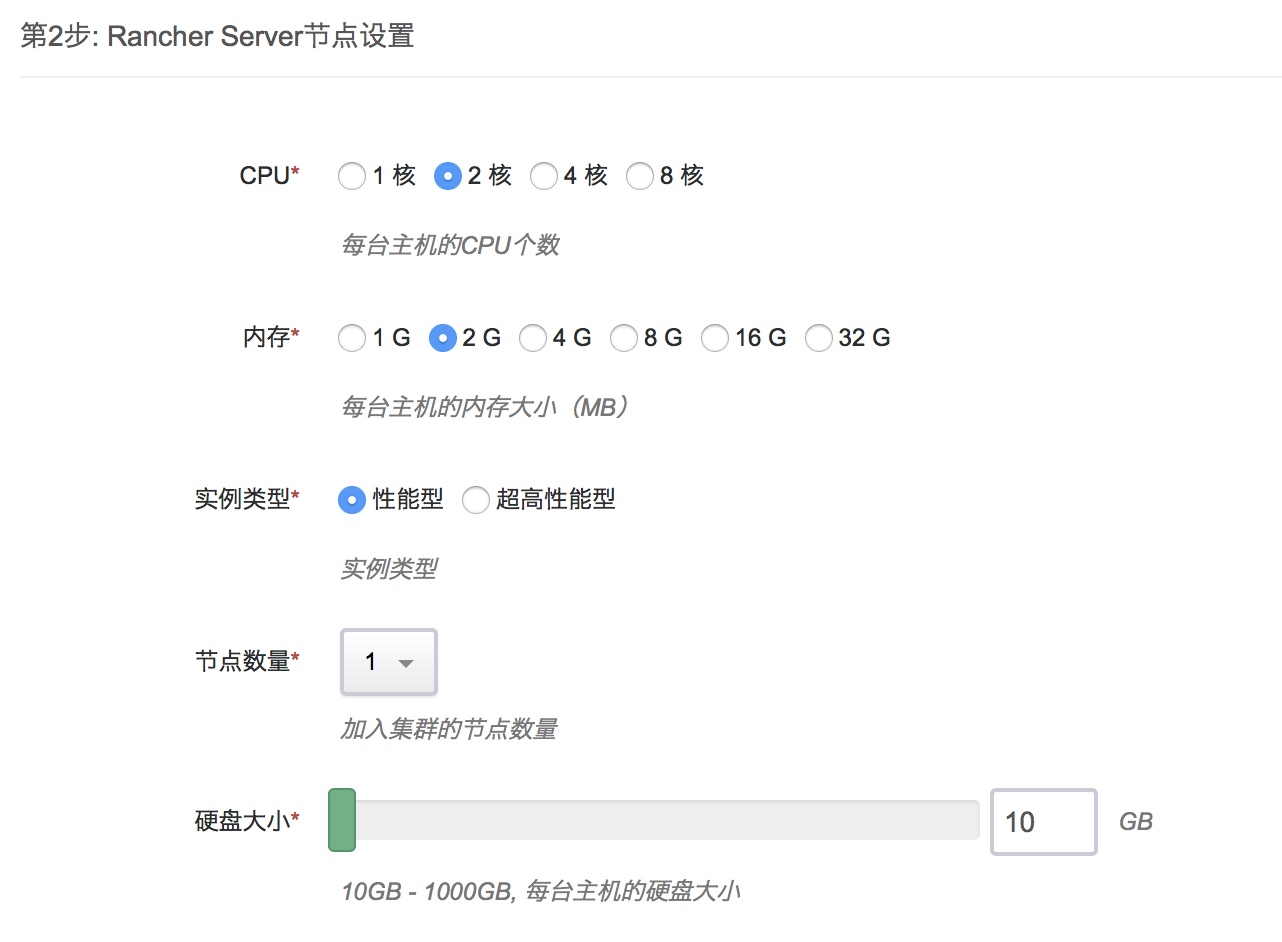 第2步: Rancher Server节点设置
CPU* 1 核 2 核 4 核 8 核
每台主机的CPU个数
内存* 1 G 2 G 4 G 8 G 16 G 32 G
每台主机的内存大小（MB）
实例类型* 性能型 超高性能型
实例类型
节点数量* 1
加入集群的节点数量
硬盘大小* 10 GB
10GB - 1000GB, 每台主机的硬盘大小